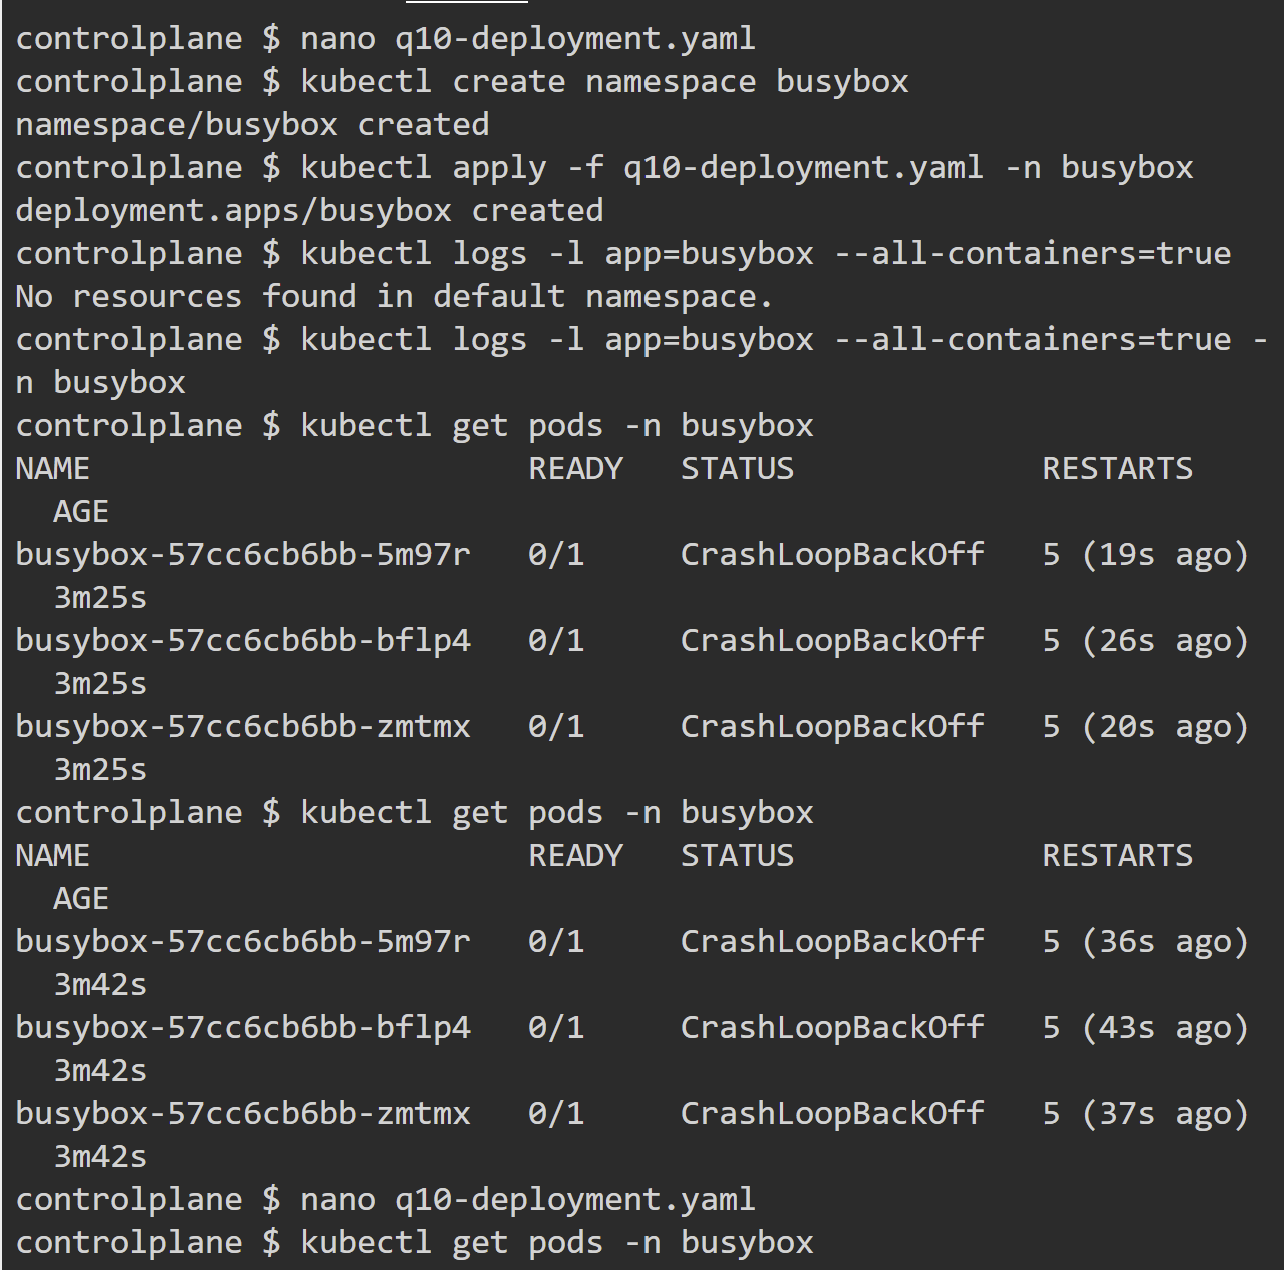 controlplane $ nano q10-deployment.yaml
controlplane $ kubectl create namespace busybox
namespace/busybox created
controlplane $ kubectl apply -f q10-deployment.yaml -n busybox
deployment.apps/busybox created
controlplane $ kubectl logs -l app=busybox --all-containers=true
No resources found in default namespace.
controlplane $ kubectl logs -l app=busybox --all-containers=true -
n busybox
controlplane $ kubectl get pods -n busybox
NAME                       READY   STATUS             RESTARTS
  AGE
busybox-57cc6cb6bb-5m97r   0/1     CrashLoopBackOff   5 (19s ago)
  3m25s
busybox-57cc6cb6bb-bflp4   0/1     CrashLoopBackOff   5 (26s ago)
  3m25s
busybox-57cc6cb6bb-zmtmx   0/1     CrashLoopBackOff   5 (20s ago)
  3m25s
controlplane $ kubectl get pods -n busybox
NAME                       READY   STATUS             RESTARTS
  AGE
busybox-57cc6cb6bb-5m97r   0/1     CrashLoopBackOff   5 (36s ago)
  3m42s
busybox-57cc6cb6bb-bflp4   0/1     CrashLoopBackOff   5 (43s ago)
  3m42s
busybox-57cc6cb6bb-zmtmx   0/1     CrashLoopBackOff   5 (37s ago)
  3m42s
controlplane $ nano q10-deployment.yaml
controlplane $ kubectl get pods -n busybox